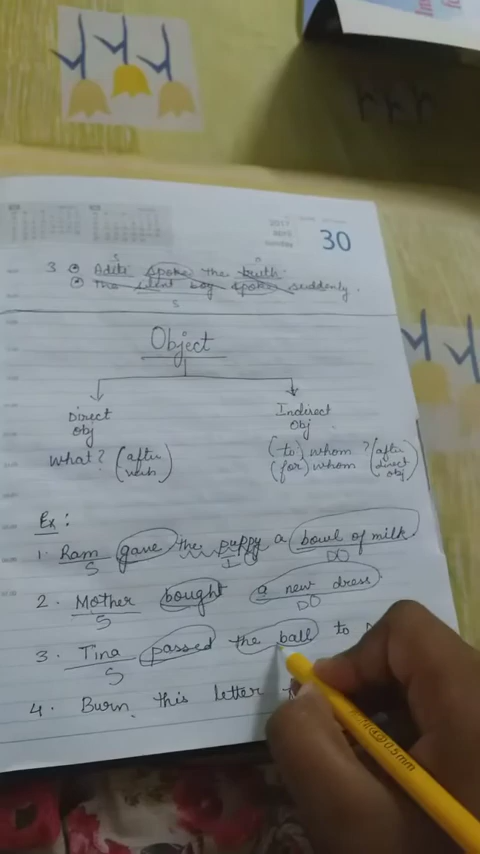 2017
30
S O
3 Aditi spoke the truth.
The silent boy spoke suddenly.
S
Object
Direct Obj
Indirect Obj
what? (after verb)
(to) whom ? (after direct obj)
(for) whom
Ex :
1. Ram gave the puppy a bowl of milk.
S I O DO
2. Mother bought a new dress.
S DO
3. Tina passed the ball to
S
4. Burn this letter
0.5mm